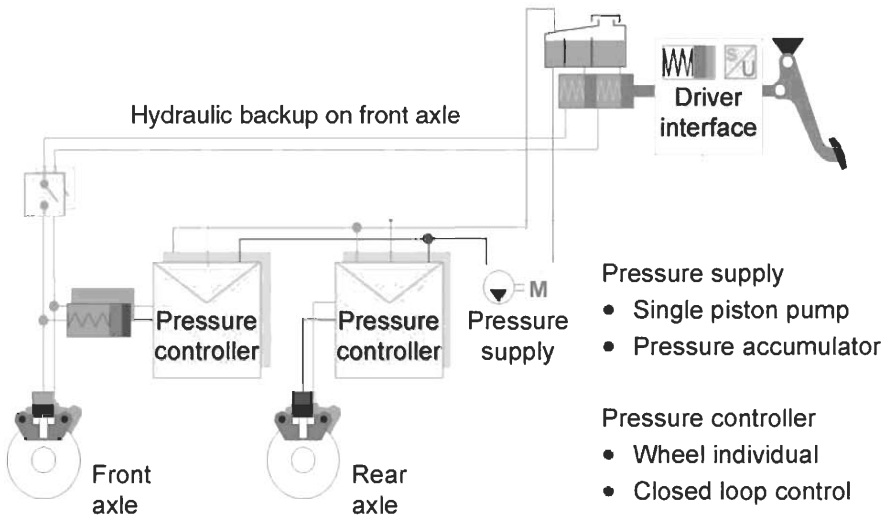 S
U
Driver
interface
Hydraulic backup on front axle
Pressure
controller
Pressure
controller
M
Pressure
supply
Pressure supply
• Single piston pump
• Pressure accumulator
Pressure controller
• Wheel individual
• Closed loop control
Front
axle
Rear
axle